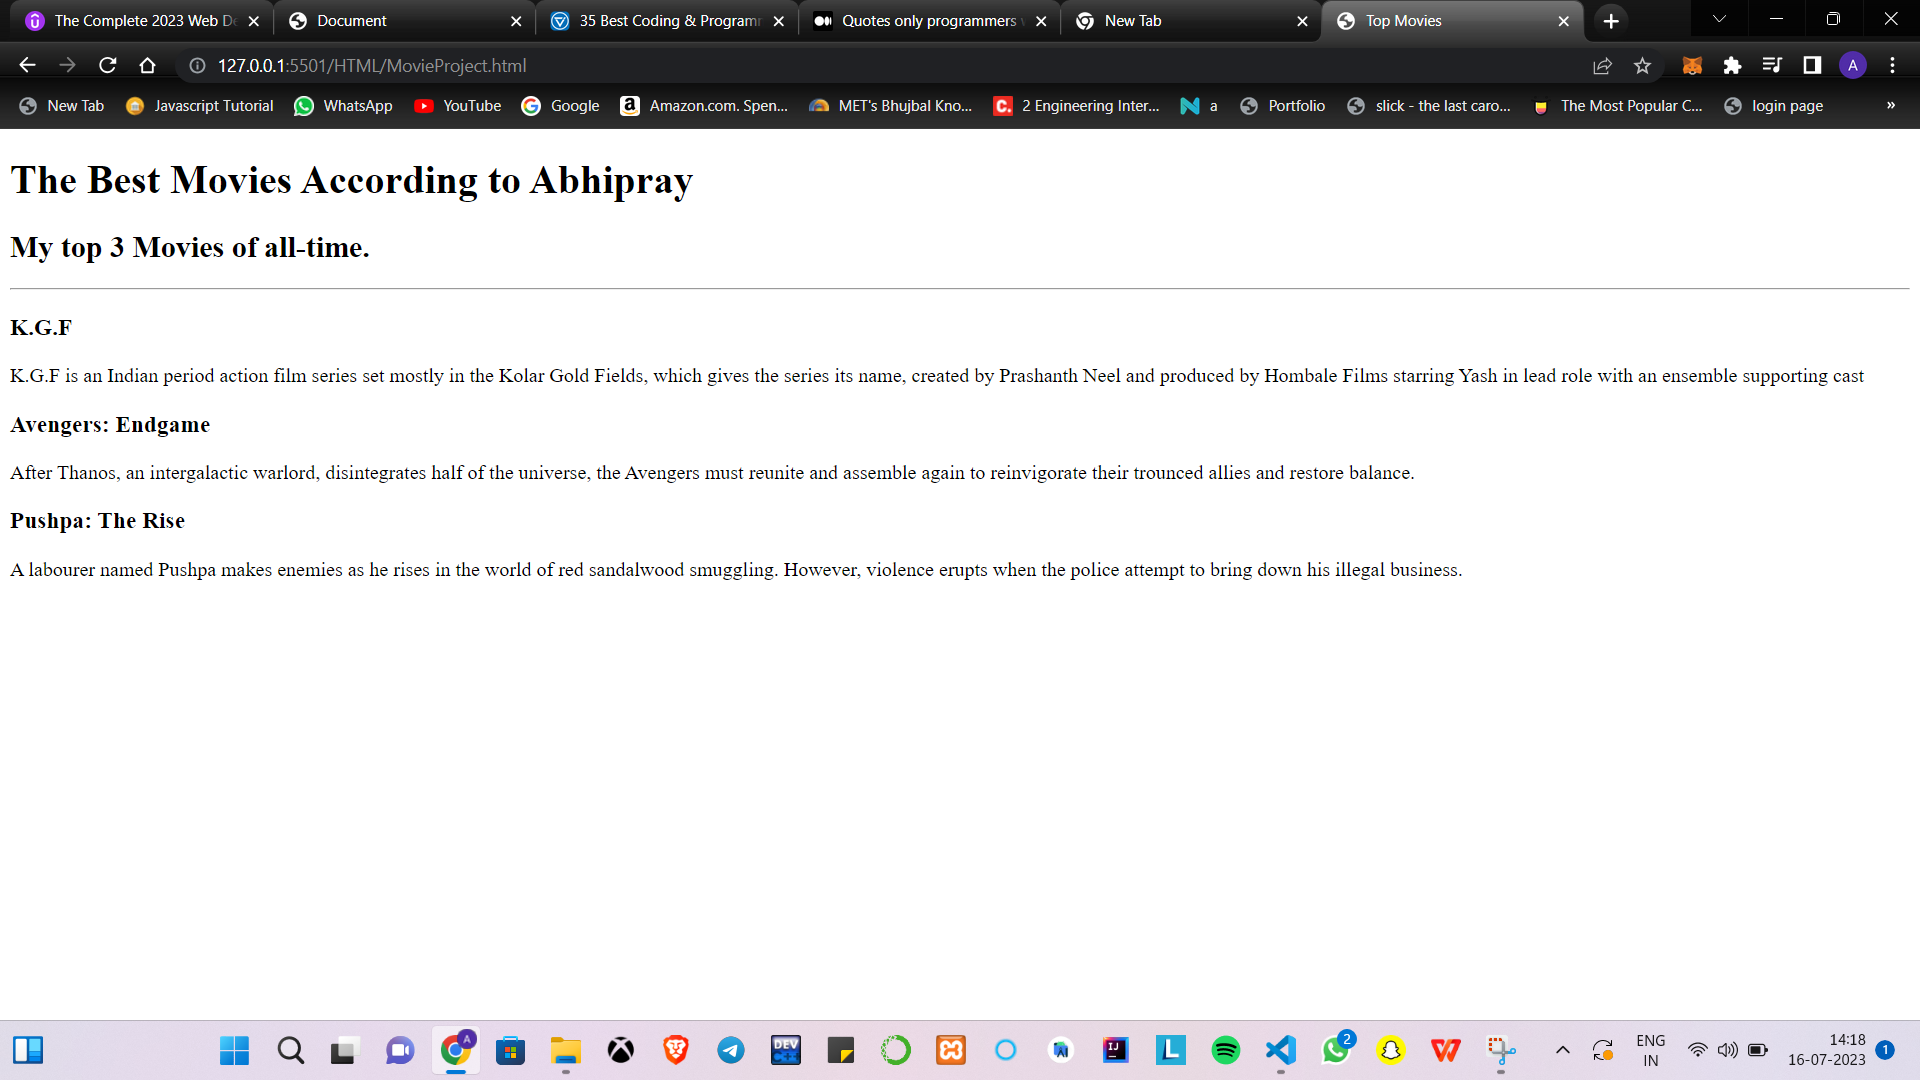 The Complete 2023 Web De
Document
35 Best Coding & Programm
Quotes only programmers w
New Tab
Top Movies
127.0.0.1:5501/HTML/MovieProject.html
A
New Tab
Javascript Tutorial
WhatsApp
YouTube
Google
Amazon.com. Spen...
MET's Bhujbal Kno...
2 Engineering Inter...
a
Portfolio
slick - the last caro...
The Most Popular C...
login page
»
The Best Movies According to Abhipray
My top 3 Movies of all-time.
K.G.F
K.G.F is an Indian period action film series set mostly in the Kolar Gold Fields, which gives the series its name, created by Prashanth Neel and produced by Hombale Films starring Yash in lead role with an ensemble supporting cast
Avengers: Endgame
After Thanos, an intergalactic warlord, disintegrates half of the universe, the Avengers must reunite and assemble again to reinvigorate their trounced allies and restore balance.
Pushpa: The Rise
A labourer named Pushpa makes enemies as he rises in the world of red sandalwood smuggling. However, violence erupts when the police attempt to bring down his illegal business.
A
DEV
C++
IJ
L
2
ENG
IN
14:18
16-07-2023
1